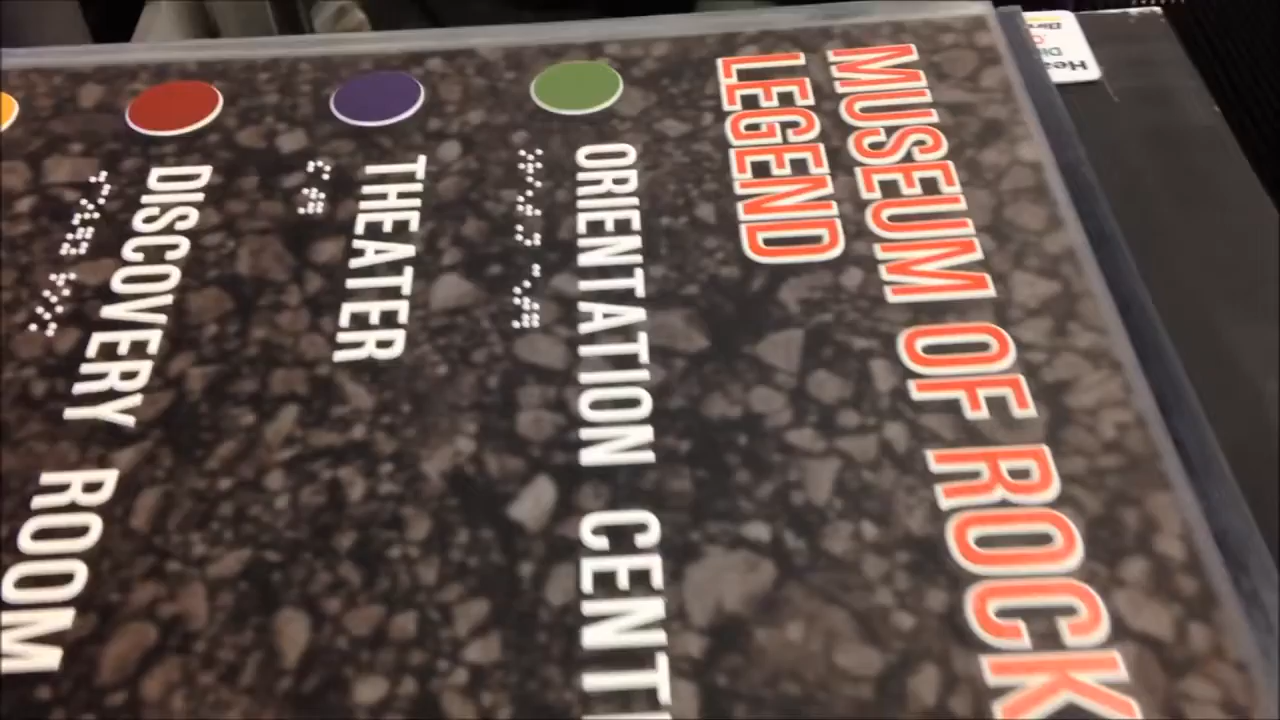 MUSEUM OF ROCK
LEGEND
ORIENTATION CENT
THEATER
DISCOVERY ROOM